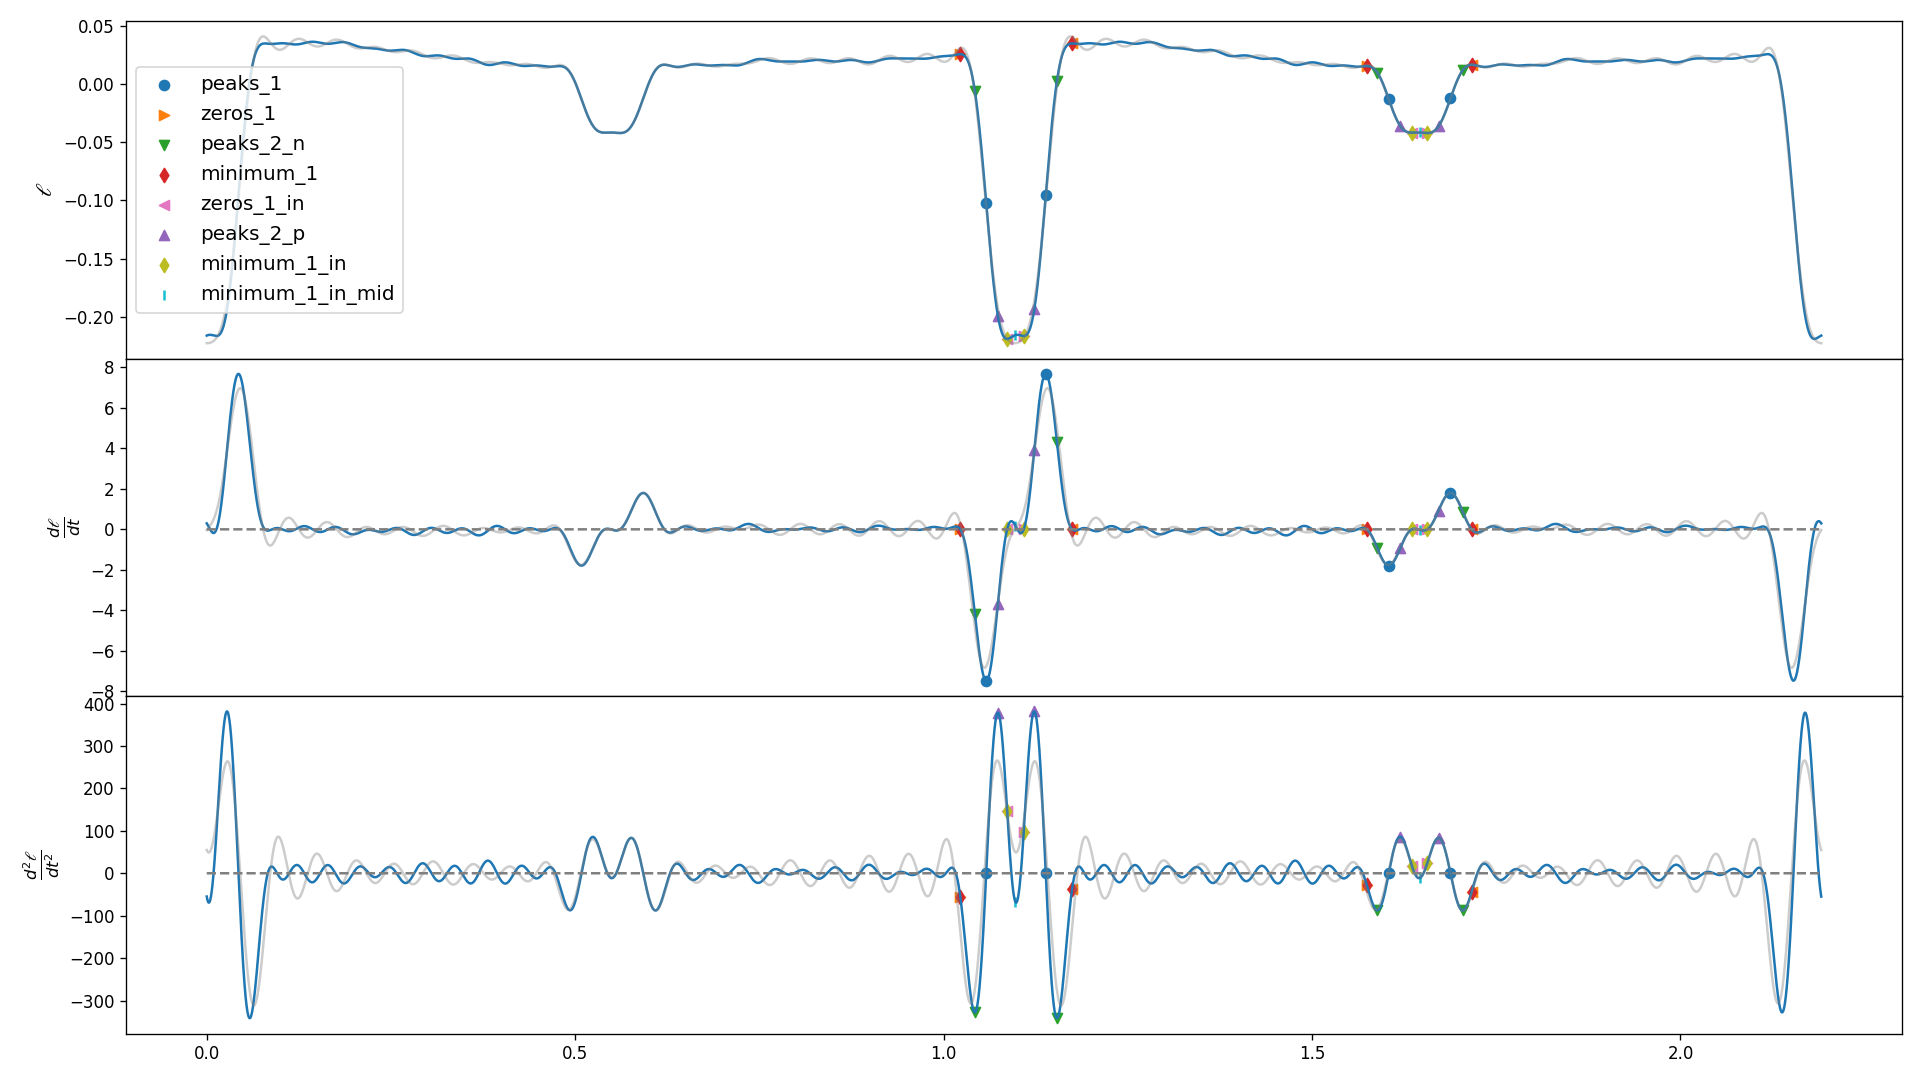 0.05
0.00
−0.05
−0.10
−0.15
−0.20
ℓ
peaks_1
zeros_1
peaks_2_n
minimum_1
zeros_1_in
peaks_2_p
minimum_1_in
minimum_1_in_mid
8
6
4
2
0
−2
−4
−6
−8
dℓ/dt
400
300
200
100
0
−100
−200
−300
d²ℓ/dt²
0.0 0.5 1.0 1.5 2.0